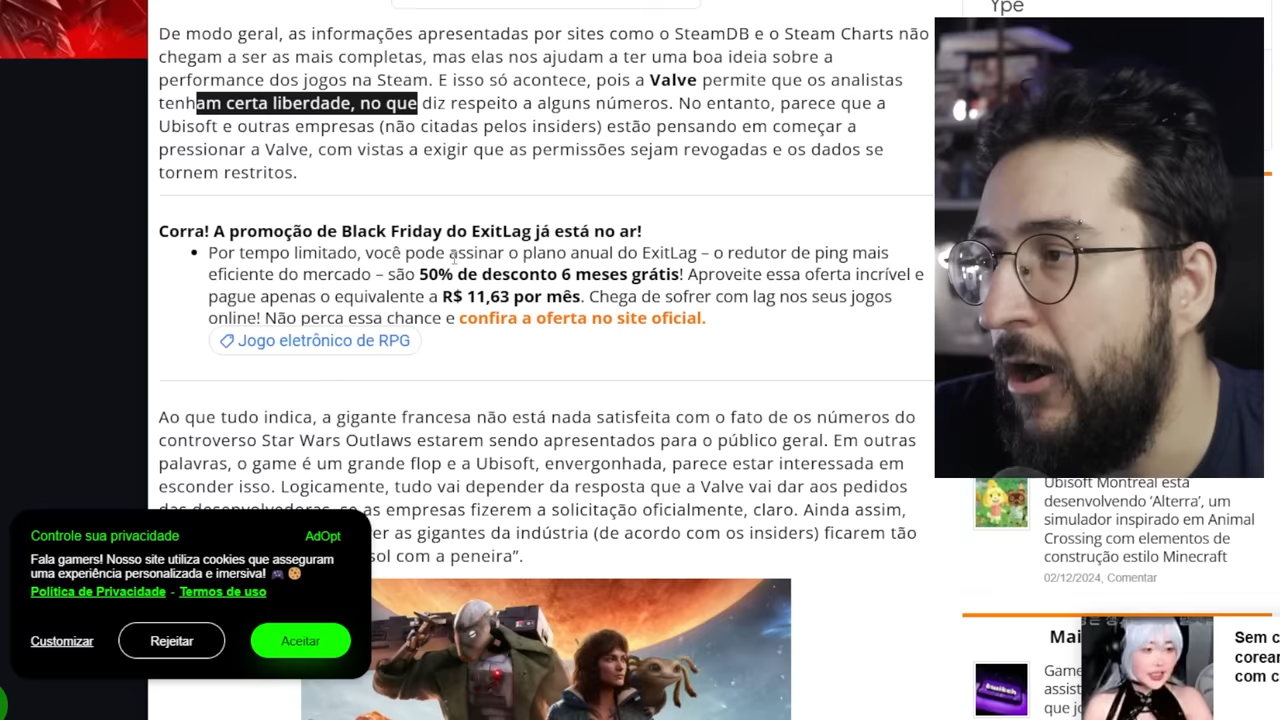 Ype
De modo geral, as informações apresentadas por sites como o SteamDB e o Steam Charts não
chegam a ser as mais completas, mas elas nos ajudam a ter uma boa ideia sobre a
performance dos jogos na Steam. E isso só acontece, pois a Valve permite que os analistas
tenham certa liberdade, no que diz respeito a alguns números. No entanto, parece que a
Ubisoft e outras empresas (não citadas pelos insiders) estão pensando em começar a
pressionar a Valve, com vistas a exigir que as permissões sejam revogadas e os dados se
tornem restritos.
Corra! A promoção de Black Friday do ExitLag já está no ar!
Por tempo limitado, você pode assinar o plano anual do ExitLag – o redutor de ping mais
eficiente do mercado – são 50% de desconto 6 meses grátis! Aproveite essa oferta incrível e
pague apenas o equivalente a R$ 11,63 por mês. Chega de sofrer com lag nos seus jogos
online! Não perca essa chance e confira a oferta no site oficial.
Jogo eletrônico de RPG
Ao que tudo indica, a gigante francesa não está nada satisfeita com o fato de os números do
controverso Star Wars Outlaws estarem sendo apresentados para o público geral. Em outras
palavras, o game é um grande flop e a Ubisoft, envergonhada, parece estar interessada em
esconder isso. Logicamente, tudo vai depender da resposta que a Valve vai dar aos pedidos
das desenvolvedoras, se as empresas fizerem a solicitação oficialmente, claro. Ainda assim,
er as gigantes da indústria (de acordo com os insiders) ficarem tão
sol com a peneira”.
Controle sua privacidade AdOpt
Fala gamers! Nosso site utiliza cookies que asseguram
uma experiência personalizada e imersiva!
Política de Privacidade - Termos de uso
Customizar Rejeitar Aceitar
Ubisoft Montreal está
desenvolvendo ‘Alterra’, um
simulador inspirado em Animal
Crossing com elementos de
construção estilo Minecraft
02/12/2024, Comentar
Mai
Game
assist
que jo
Sem c
corean
com c